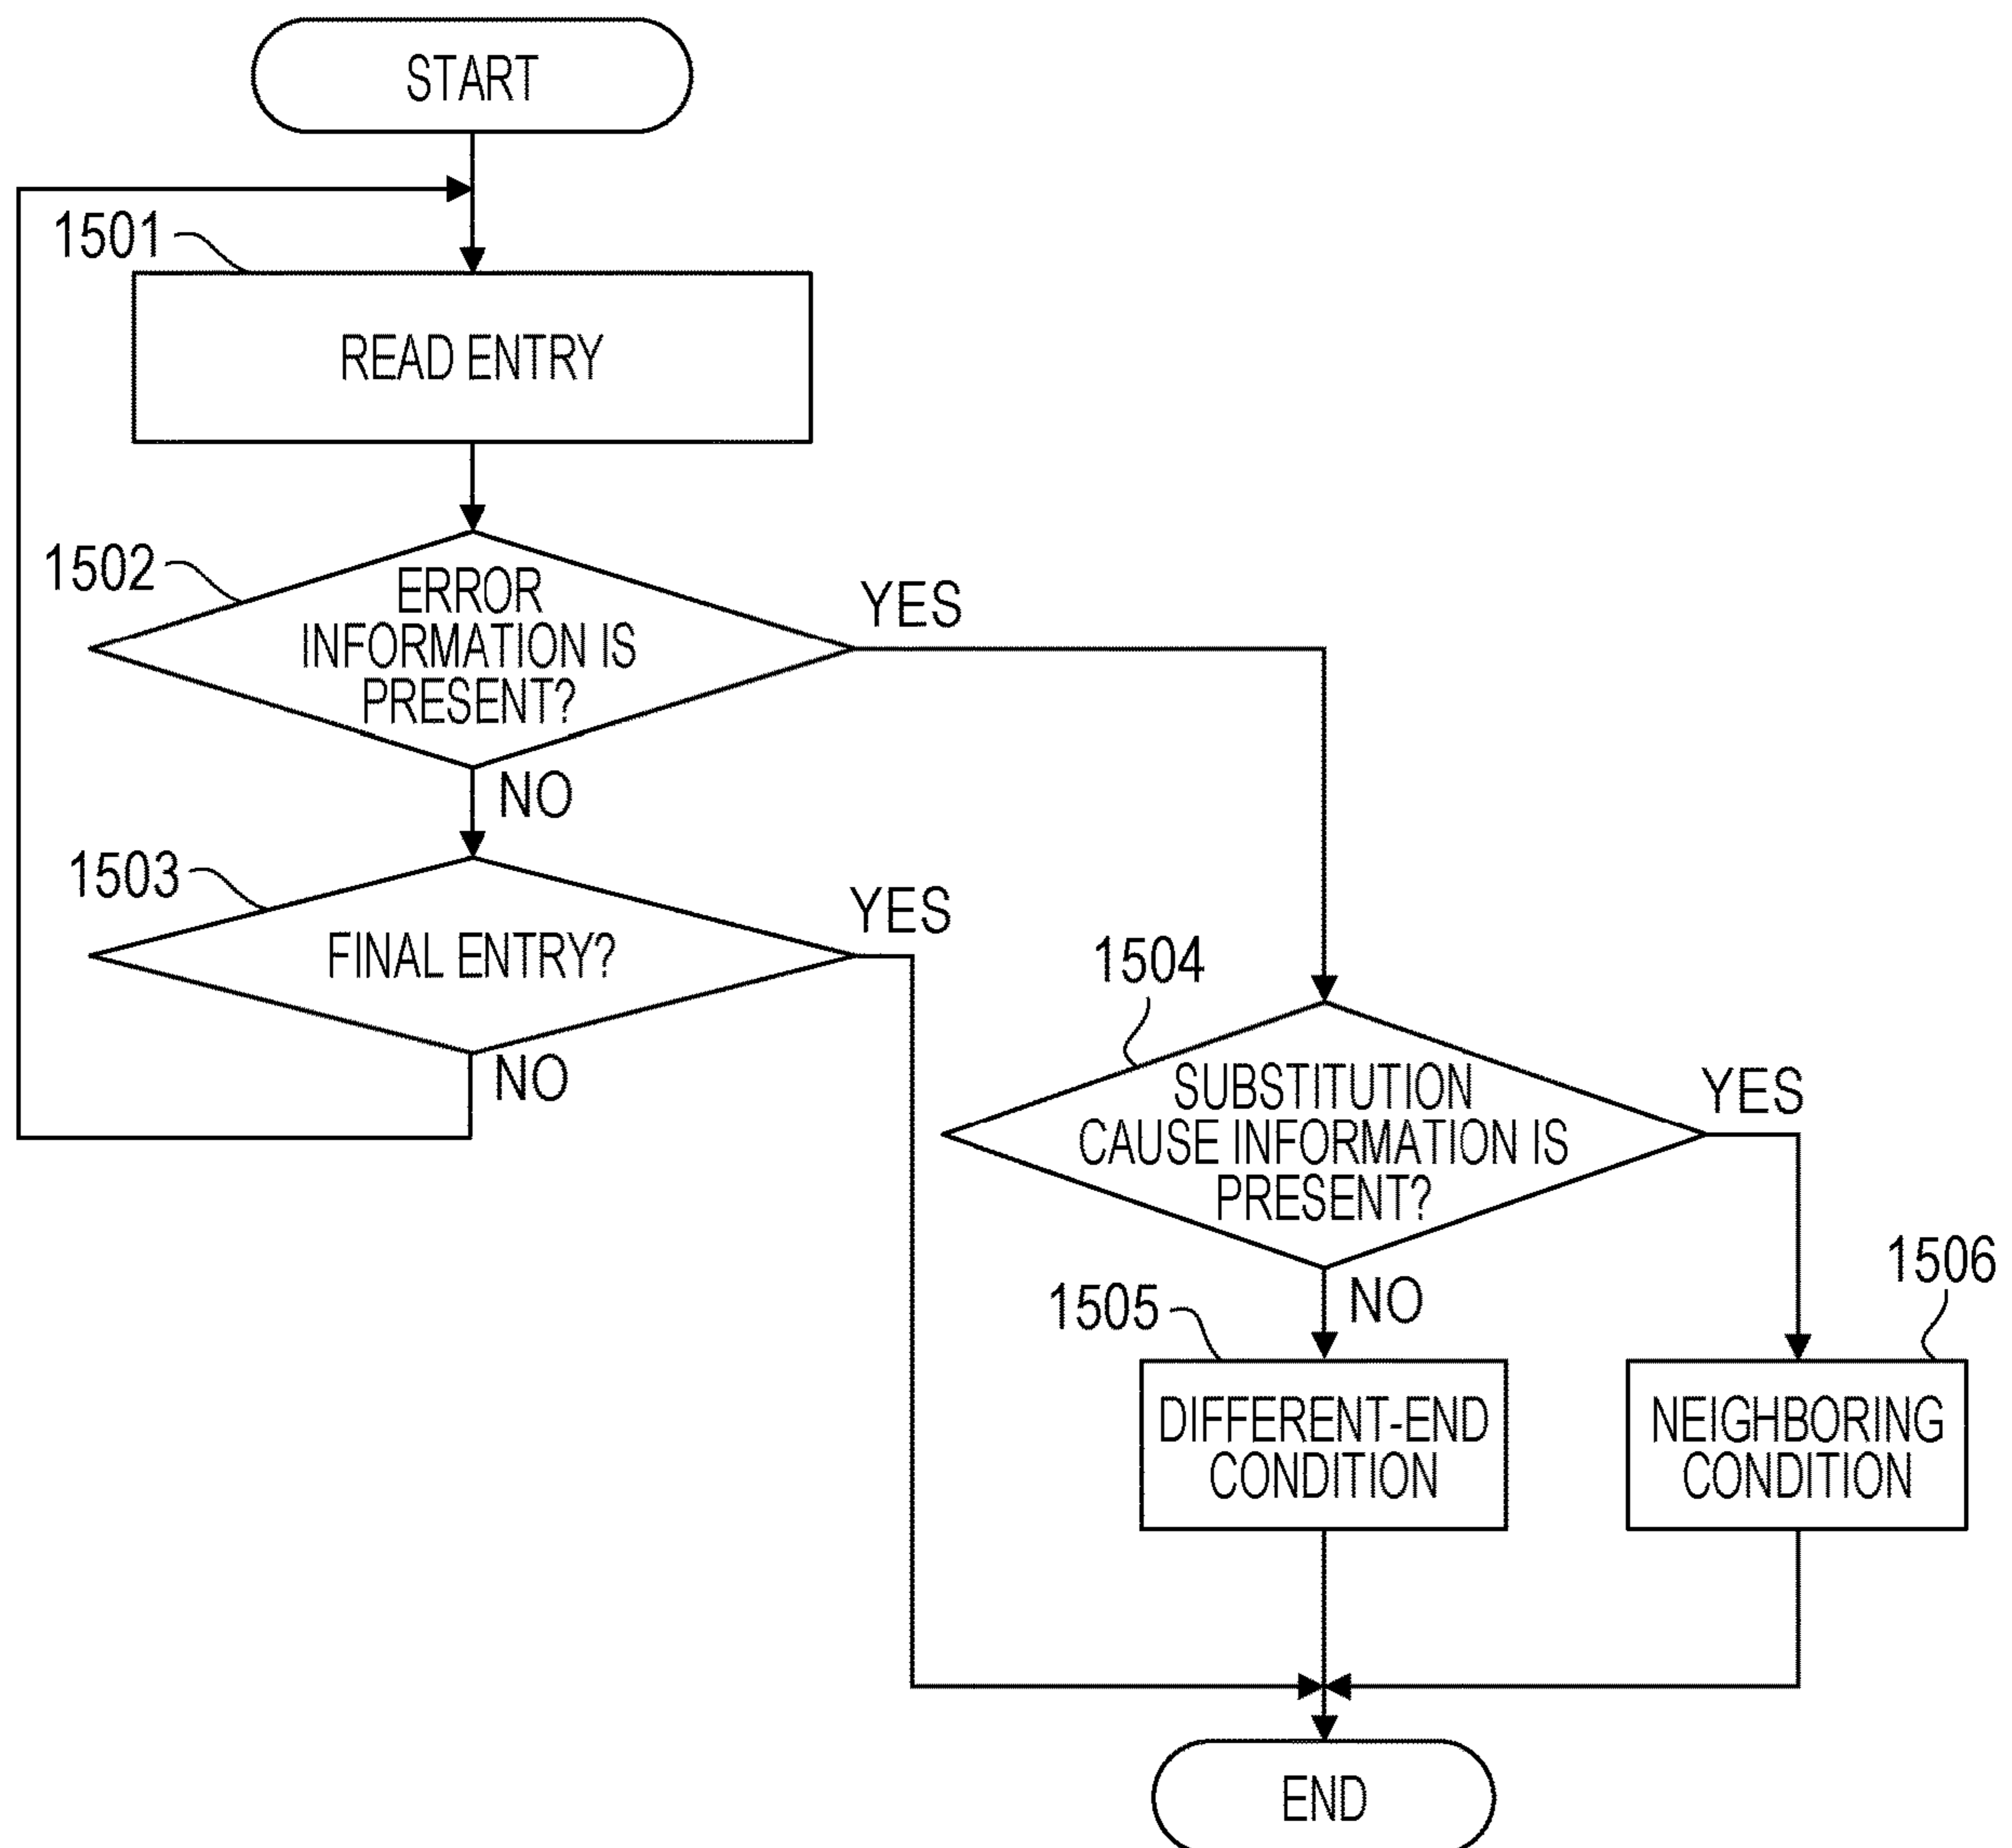 START
1501
READ ENTRY
1502
ERROR
INFORMATION IS
PRESENT?
YES
NO
1503
FINAL ENTRY?
YES
NO
1504
SUBSTITUTION
CAUSE INFORMATION IS
PRESENT?
YES
NO
1505
DIFFERENT-END
CONDITION
1506
NEIGHBORING
CONDITION
END